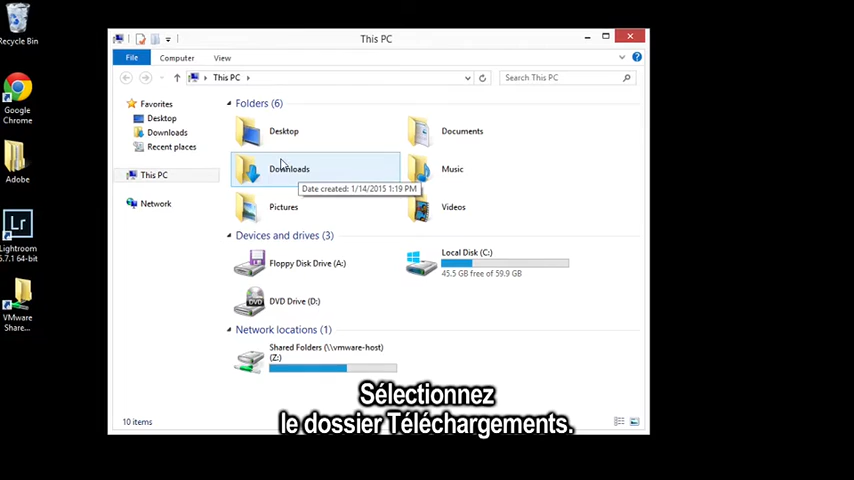 Recycle Bin
Google
Chrome
Adobe
Lr
Lightroom
5.7.1 64-bit
VMware
Share...
This PC
File
Computer
View
This PC
Search This PC
Favorites
Desktop
Downloads
Recent places
This PC
Network
Folders (6)
Desktop
Documents
Downloads
Music
Date created: 1/14/2015 1:19 PM
Pictures
Videos
Devices and drives (3)
Floppy Disk Drive (A:)
Local Disk (C:)
45.5 GB free of 59.9 GB
DVD
DVD Drive (D:)
Network locations (1)
Shared Folders (\\vmware-host)
(Z:)
10 items
Sélectionnez
le dossier Téléchargements.